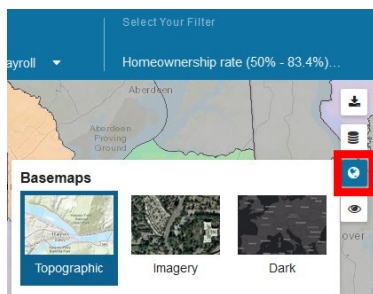 Select Your Filter
ayroll
Homeownership rate (50% - 83.4%)...
Aberdeen
Aberdeen
Proving
Ground
Basemaps
over
Topographic
Imagery
Dark